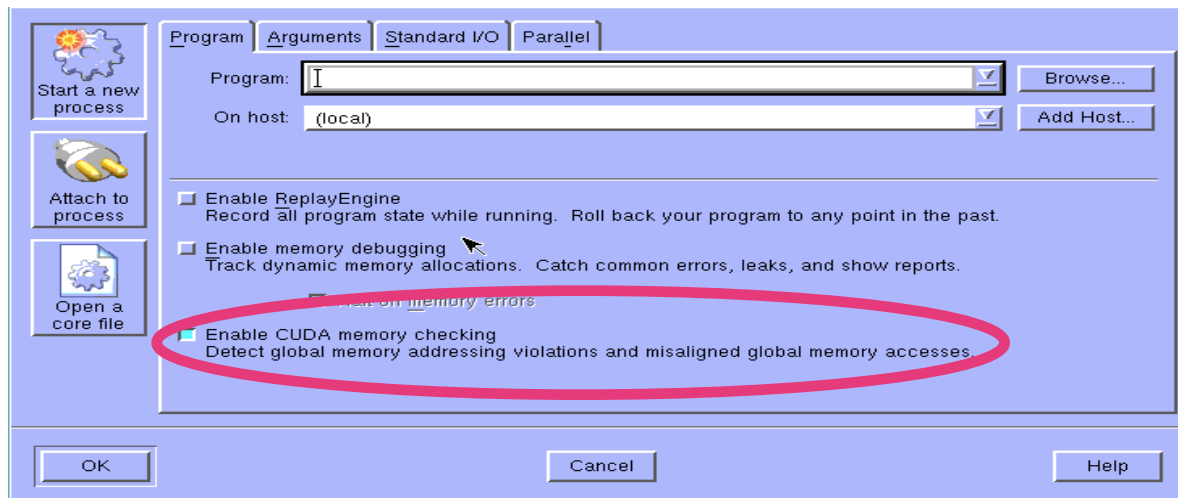 Start a new
process
Attach to
process
Open a
core file
Program Arguments Standard I/O Parallel
Program: Browse...
On host: (local) Add Host...
Enable ReplayEngine
Record all program state while running. Roll back your program to any point in the past.
Enable memory debugging
Track dynamic memory allocations. Catch common errors, leaks, and show reports.
on memory errors
Enable CUDA memory checking
Detect global memory addressing violations and misaligned global memory accesses.
OK Cancel Help